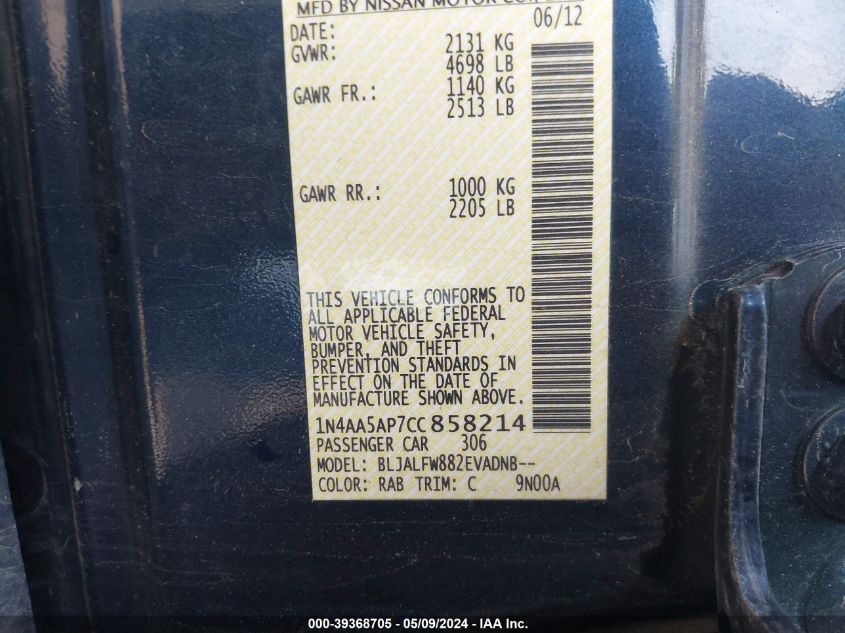 MFD BY NISSAN MOTOR CO
DATE: 06/12
GVWR: 2131 KG
4698 LB
GAWR FR.: 1140 KG
2513 LB
GAWR RR.: 1000 KG
2205 LB
THIS VEHICLE CONFORMS TO
ALL APPLICABLE FEDERAL
MOTOR VEHICLE SAFETY,
BUMPER, AND THEFT
PREVENTION STANDARDS IN
EFFECT ON THE DATE OF
MANUFACTURE SHOWN ABOVE.
1N4AA5AP7CC858214
PASSENGER CAR 306
MODEL: BLJALFW882EVADNB--
COLOR: RAB TRIM: C 9N00A
000-39368705 - 05/09/2024 - IAA Inc.